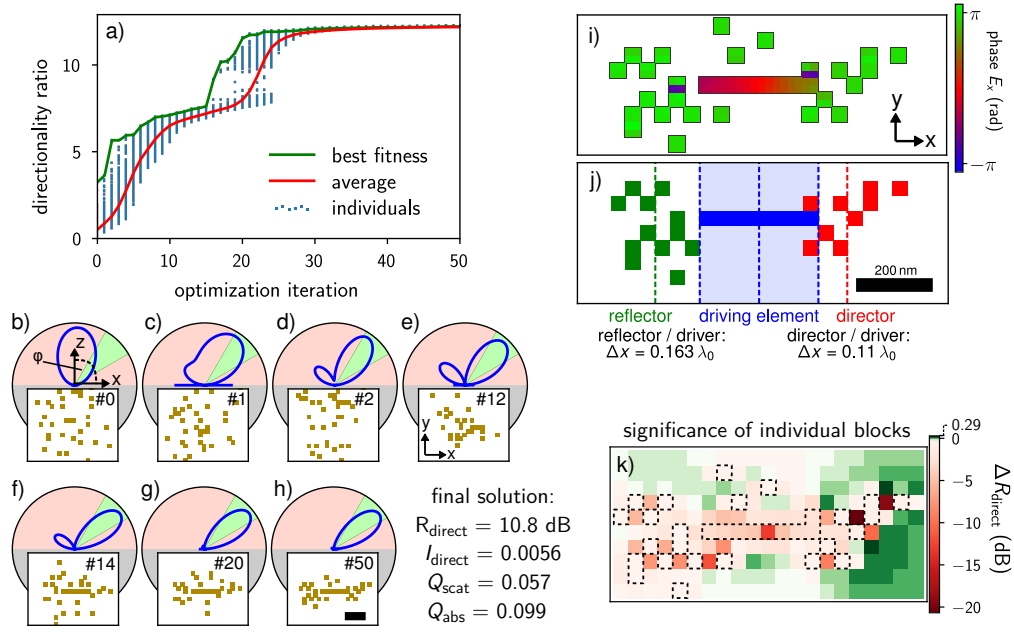 a)
directionality ratio
10
5
0
best fitness
average
individuals
0 10 20 30 40 50
optimization iteration
b)
z
φ
x
#0
c)
#1
d)
#2
e)
#12
y
x
f)
#14
g)
#20
h)
#50
final solution:
R_direct = 10.8 dB
I_direct = 0.0056
Q_scat = 0.057
Q_abs = 0.099
i)
y
x
π
phase E_x (rad)
−π
j)
200 nm
reflector driving element director
reflector / driver:
Δx = 0.163 λ_0
director / driver:
Δx = 0.11 λ_0
significance of individual blocks
k)
0.29
0
−5
−10
−15
−20
ΔR_direct (dB)